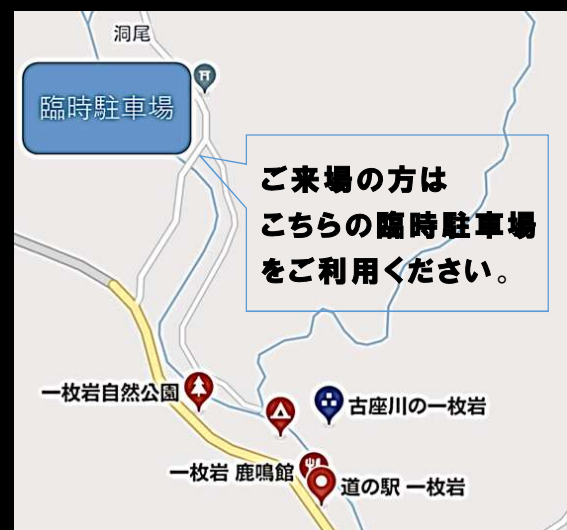 洞尾
臨時駐車場
ご来場の方は
こちらの臨時駐車場
をご利用ください。
一枚岩自然公園
古座川の一枚岩
一枚岩 鹿鳴館
道の駅 一枚岩